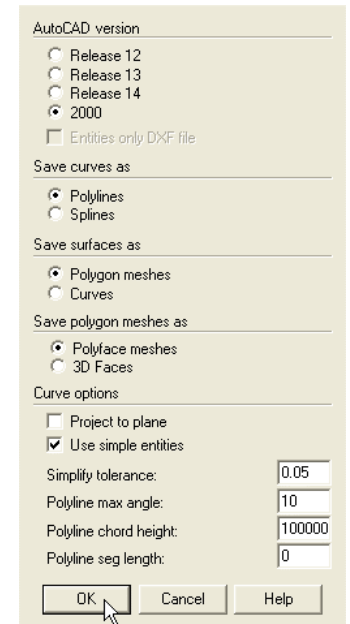 AutoCAD version
Release 12
Release 13
Release 14
2000
Entities only DXF file
Save curves as
Polylines
Splines
Save surfaces as
Polygon meshes
Curves
Save polygon meshes as
Polyface meshes
3D Faces
Curve options
Project to plane
Use simple entities
Simplify tolerance: 0.05
Polyline max angle: 10
Polyline chord height: 100000
Polyline seg length: 0
OK Cancel Help